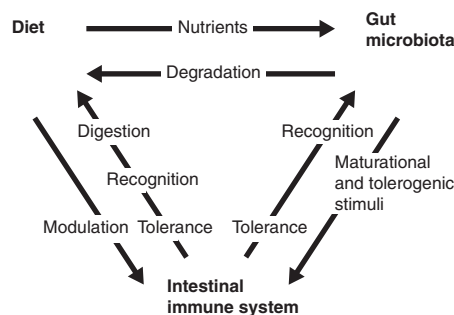 Diet
Nutrients
Gut
microbiota
Degradation
Digestion
Recognition
Recognition
Maturational
and tolerogenic
stimuli
Modulation
Tolerance
Tolerance
Intestinal
immune system